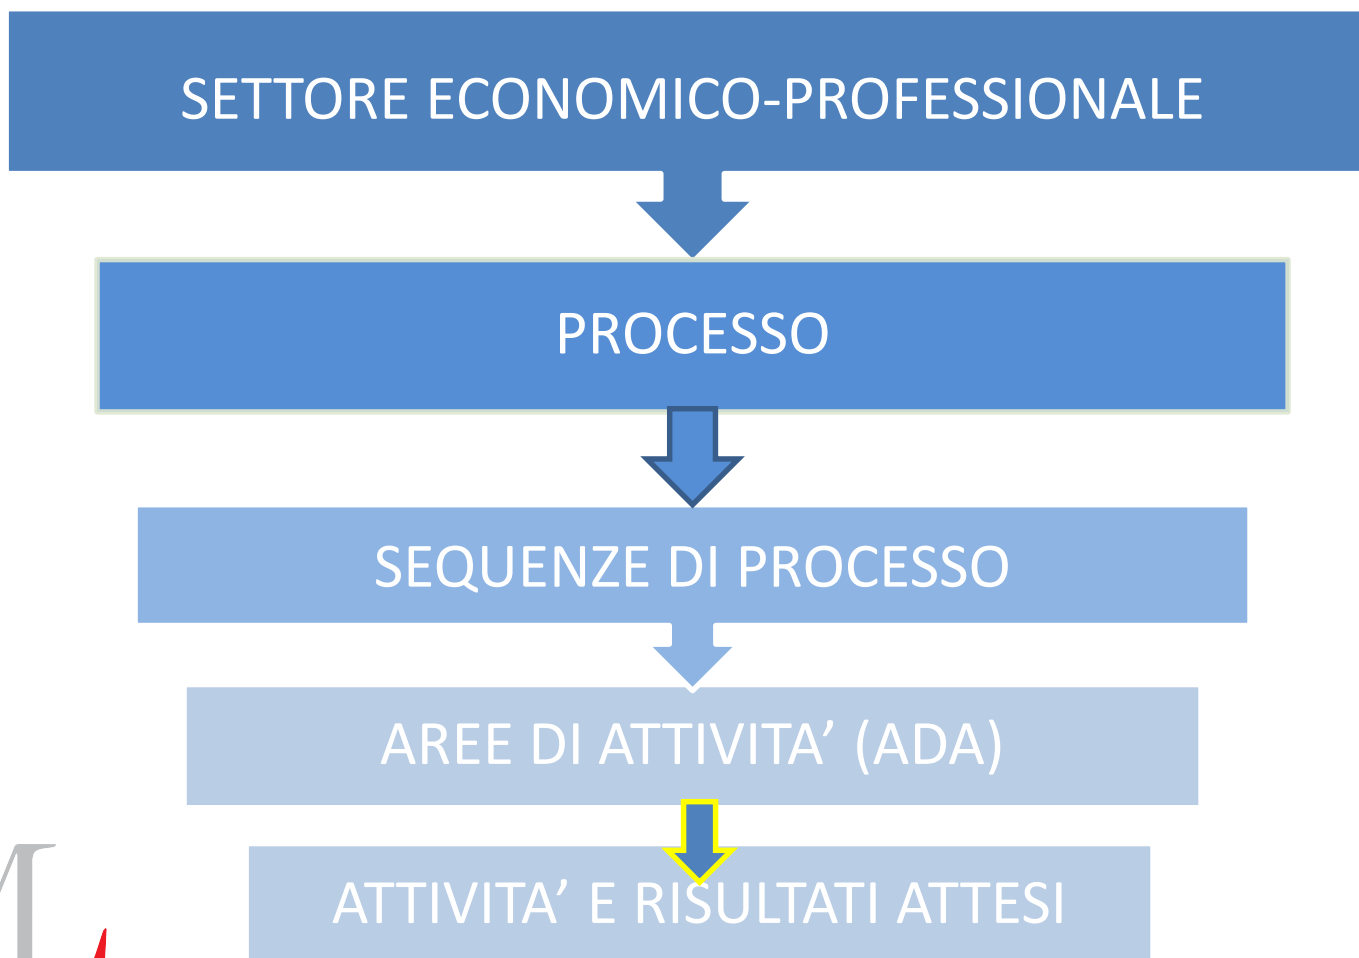 SETTORE ECONOMICO-PROFESSIONALE
PROCESSO
SEQUENZE DI PROCESSO
AREE DI ATTIVITA’ (ADA)
ATTIVITA’ E RISULTATI ATTESI